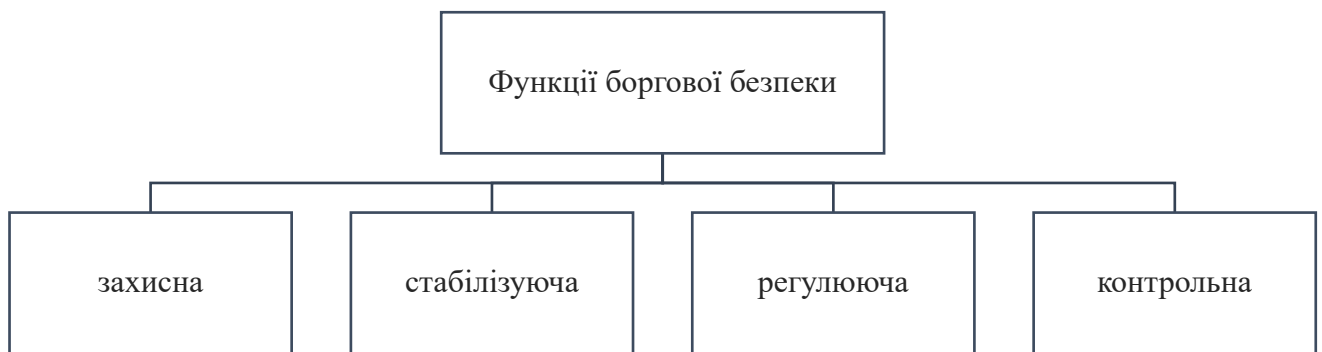 Функції боргової безпеки
захисна
стабілізуюча
регулююча
контрольна